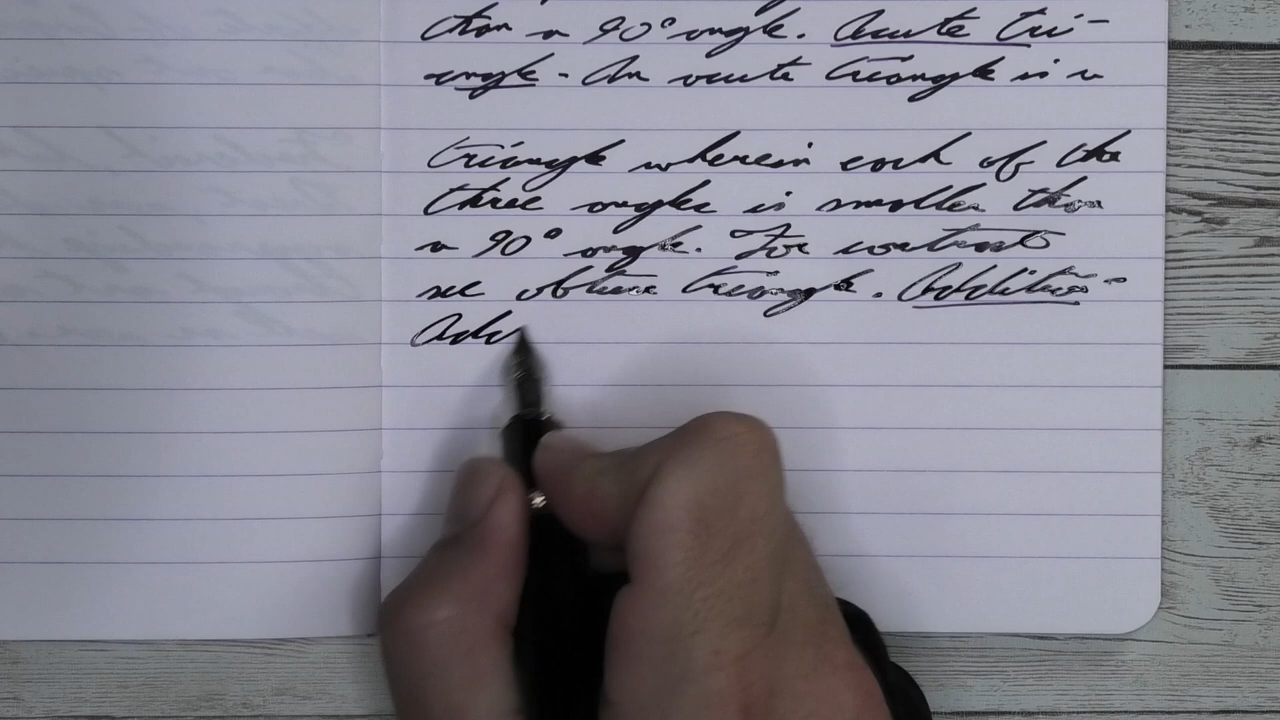 than a 90° angle. Acute tri-
angle - An acute triangle is a
triangle wherein each of the
three angles is smaller than
a 90° angle. For contrast
see obtuse triangle. Addition-
Add